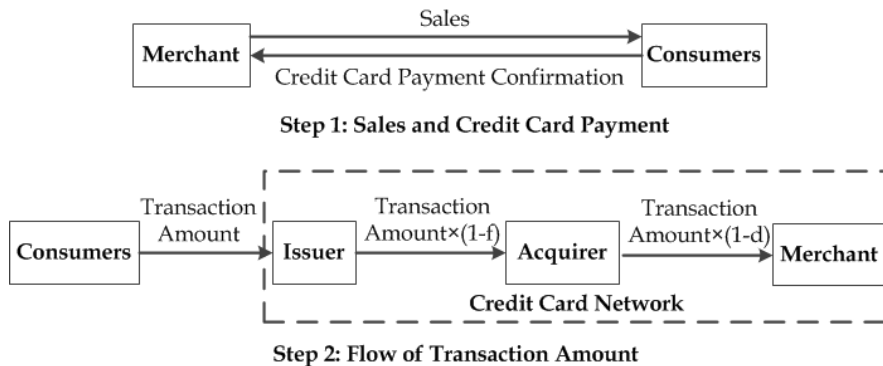 Sales
Merchant
Consumers
Credit Card Payment Confirmation
Step 1: Sales and Credit Card Payment
Transaction
Amount
Transaction
Amount×(1-f)
Transaction
Amount×(1-d)
Consumers
Issuer
Acquirer
Merchant
Credit Card Network
Step 2: Flow of Transaction Amount